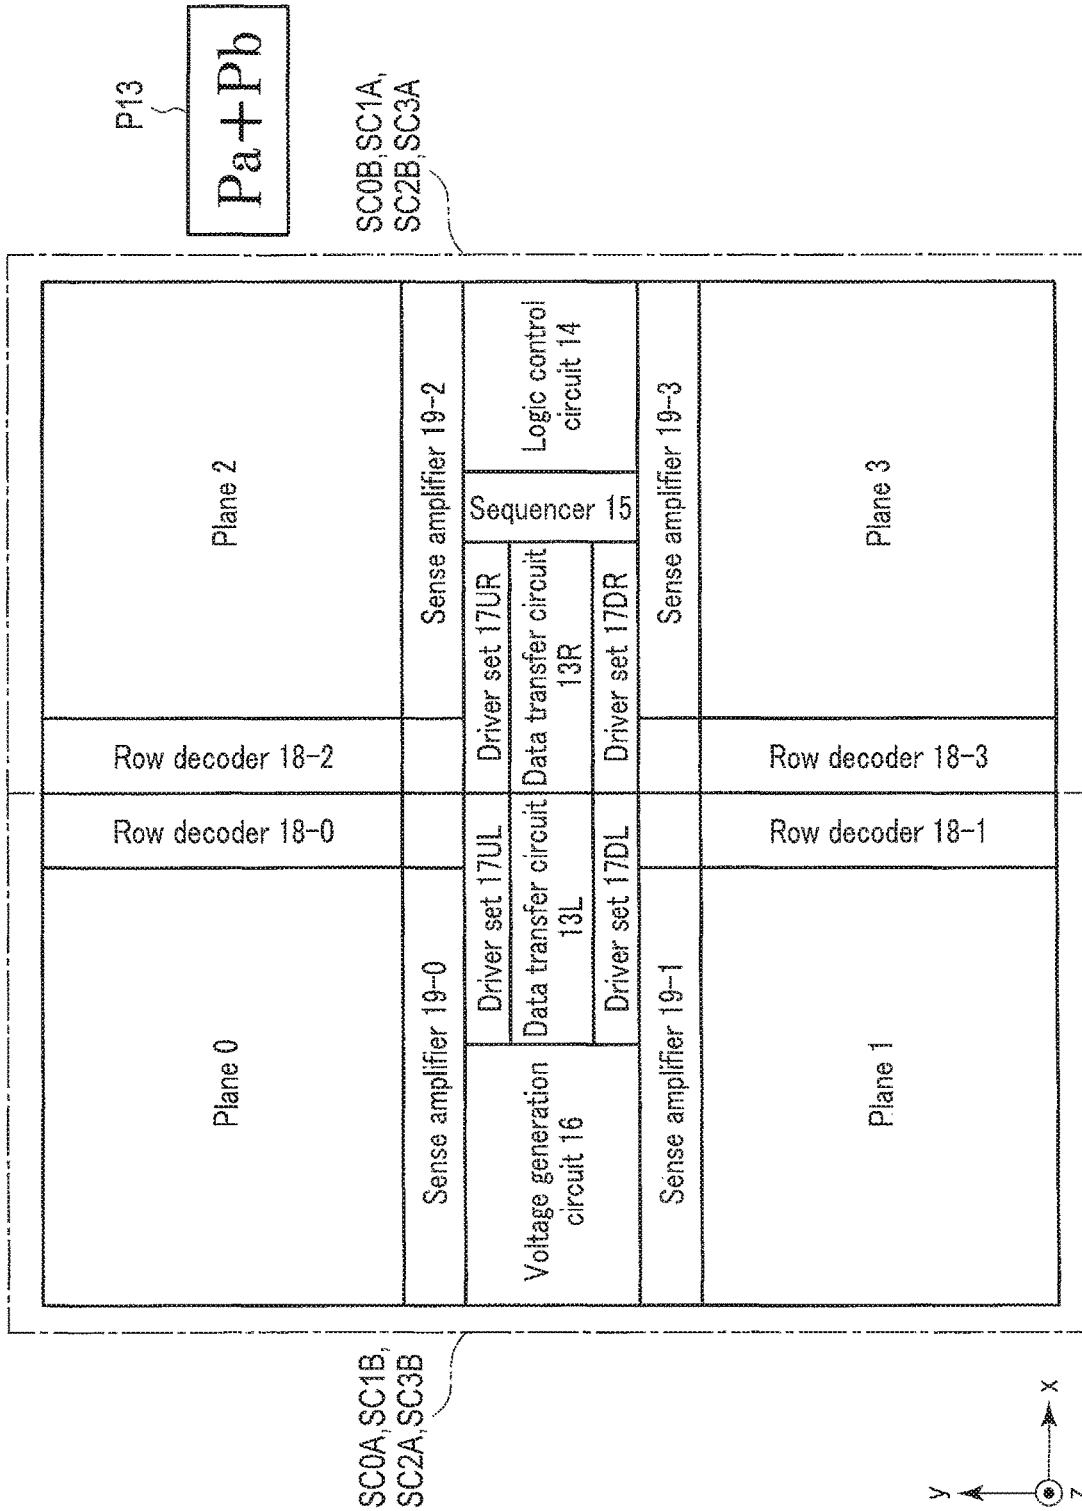 P13
Pa+Pb
SC0A,SC1B,
SC2A,SC3B
SC0B,SC1A,
SC2B,SC3A
Plane 0
Row decoder 18-0
Row decoder 18-2
Plane 2
Sense amplifier 19-0
Sense amplifier 19-2
Voltage generation
circuit 16
Driver set 17UL
Driver set 17UR
Data transfer circuit
13L
Data transfer circuit
13R
Driver set 17DL
Driver set 17DR
Sequencer 15
Logic control
circuit 14
Sense amplifier 19-1
Sense amplifier 19-3
Plane 1
Row decoder 18-1
Row decoder 18-3
Plane 3
y
z
x